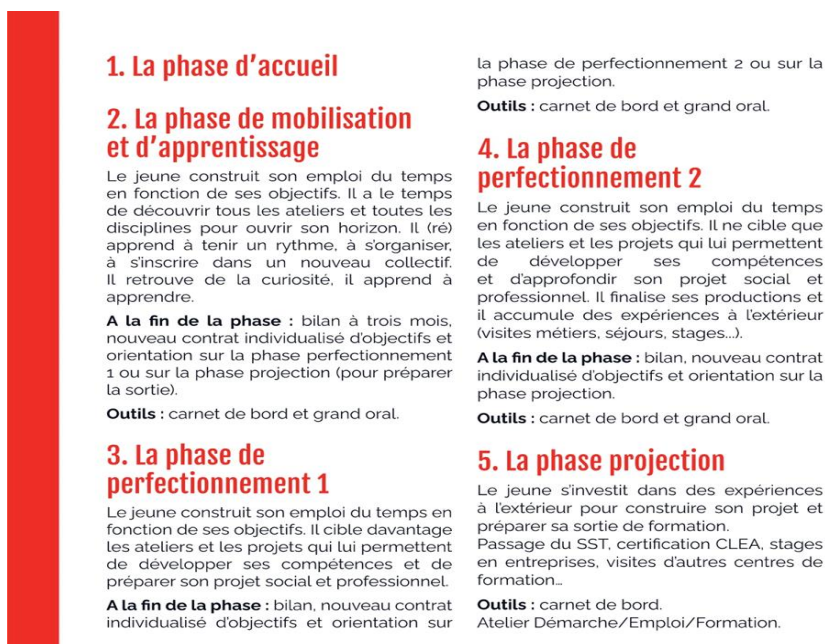 1. La phase d’accueil
2. La phase de mobilisation
et d’apprentissage
Le jeune construit son emploi du temps
en fonction de ses objectifs. Il a le temps
de découvrir tous les ateliers et toutes les
disciplines pour ouvrir son horizon. Il (ré)
apprend à tenir un rythme, à s’organiser,
à s’inscrire dans un nouveau collectif.
Il retrouve de la curiosité, il apprend à
apprendre.
A la fin de la phase : bilan à trois mois,
nouveau contrat individualisé d’objectifs et
orientation sur la phase perfectionnement
1 ou sur la phase projection (pour préparer
la sortie).
Outils : carnet de bord et grand oral.
3. La phase de
perfectionnement 1
Le jeune construit son emploi du temps en
fonction de ses objectifs. Il cible davantage
les ateliers et les projets qui lui permettent
de développer ses compétences et de
préparer son projet social et professionnel.
A la fin de la phase : bilan, nouveau contrat
individualisé d’objectifs et orientation sur
la phase de perfectionnement 2 ou sur la
phase projection.
Outils : carnet de bord et grand oral.
4. La phase de
perfectionnement 2
Le jeune construit son emploi du temps
en fonction de ses objectifs. Il ne cible que
les ateliers et les projets qui lui permettent
de développer ses compétences
et d’approfondir son projet social et
professionnel. Il finalise ses productions et
il accumule des expériences à l’extérieur
(visites métiers, séjours, stages...).
A la fin de la phase : bilan, nouveau contrat
individualisé d’objectifs et orientation sur la
phase projection.
Outils : carnet de bord et grand oral.
5. La phase projection
Le jeune s’investit dans des expériences
à l’extérieur pour construire son projet et
préparer sa sortie de formation.
Passage du SST, certification CLEA, stages
en entreprises, visites d’autres centres de
formation…
Outils : carnet de bord.
Atelier Démarche/Emploi/Formation.